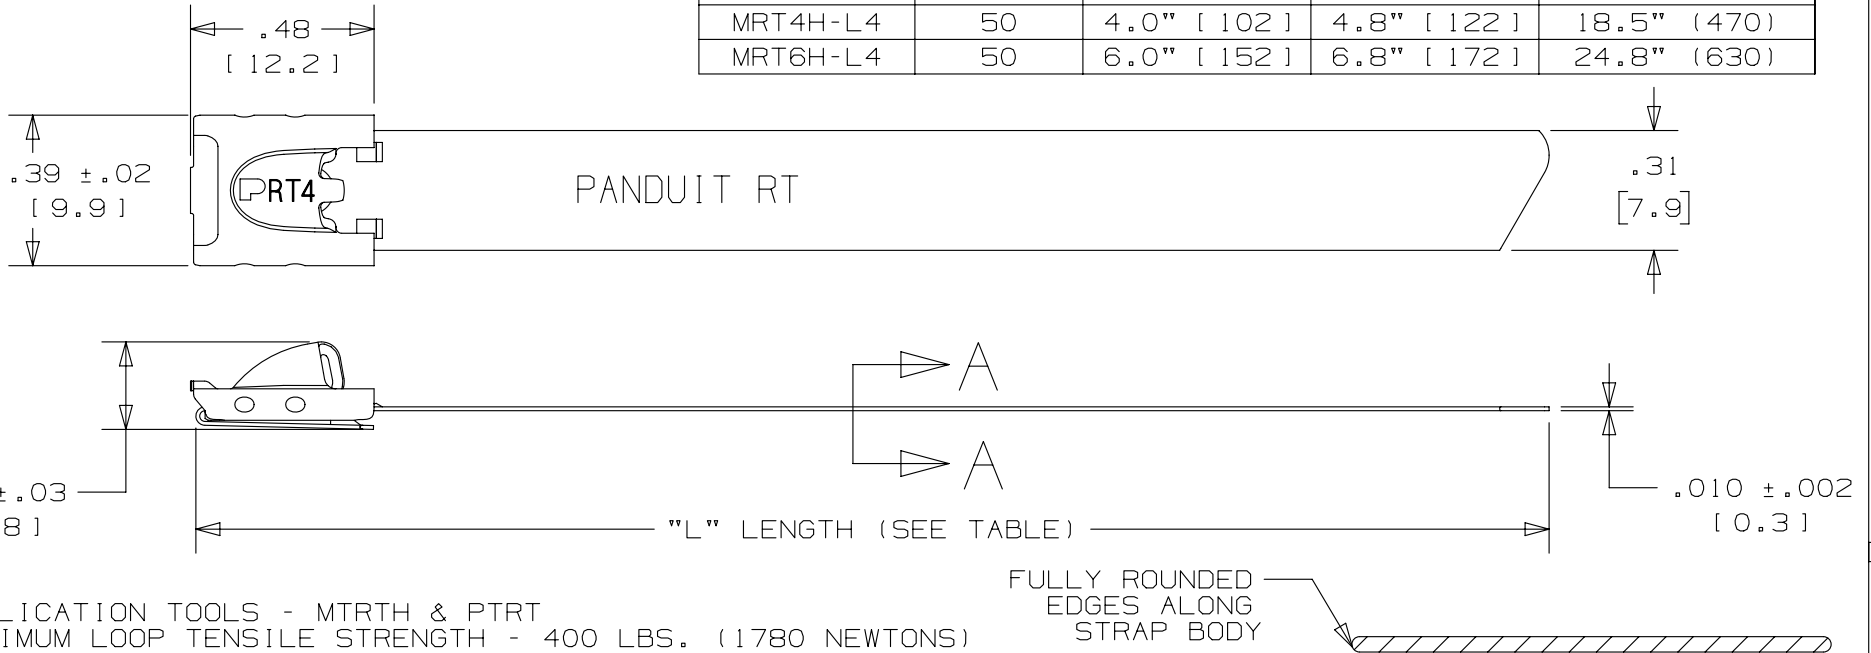 MRT4H-L4 50 4.0" [ 102 ] 4.8" [ 122 ] 18.5" (470)
MRT6H-L4 50 6.0" [ 152 ] 6.8" [ 172 ] 24.8" (630)
.48
[ 12.2 ]
.39 ±.02
[ 9.9 ]
PRT4
PANDUIT RT
.31
[7.9]
A
A
±.03
8 ]
"L" LENGTH (SEE TABLE)
.010 ±.002
[ 0.3 ]
FULLY ROUNDED
EDGES ALONG
STRAP BODY
LICATION TOOLS - MTRTH & PTRT
IMUM LOOP TENSILE STRENGTH - 400 LBS. (1780 NEWTONS)